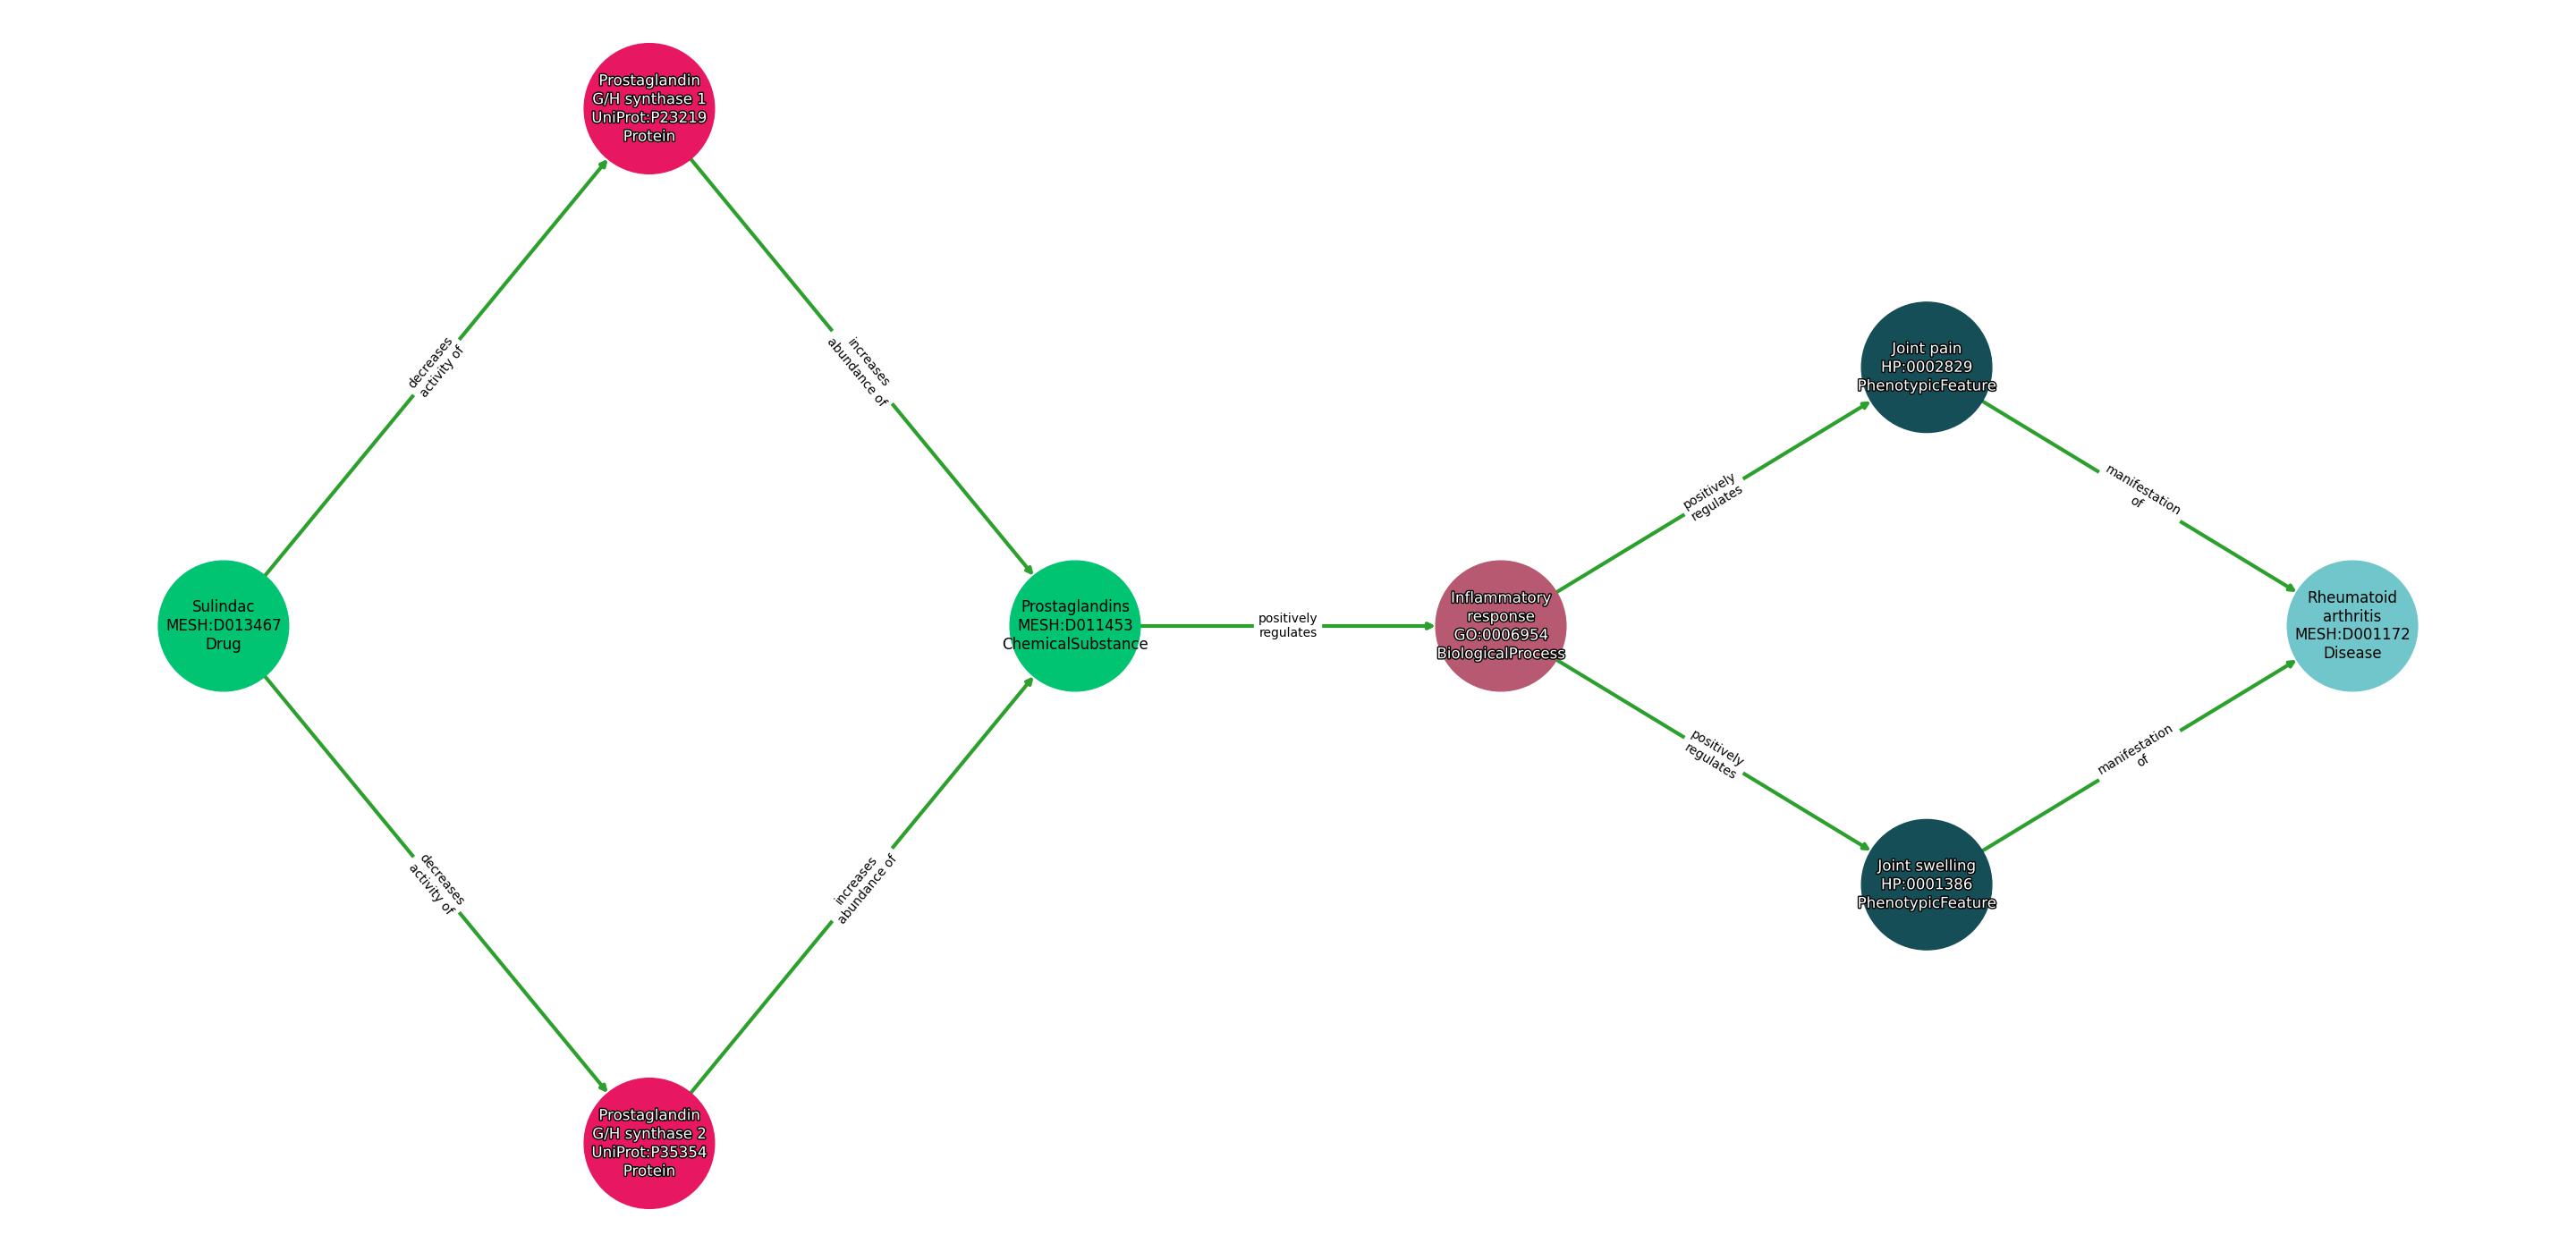 Prostaglandin
G/H synthase 1
UniProt:P23219
Protein
decreases
activity of
increases
abundance of
Joint pain
HP:0002829
PhenotypicFeature
positively
regulates
manifestation
of
Sulindac
MESH:D013467
Drug
Prostaglandins
MESH:D011453
ChemicalSubstance
positively
regulates
Inflammatory
response
GO:0006954
BiologicalProcess
Rheumatoid
arthritis
MESH:D001172
Disease
positively
regulates
manifestation
of
decreases
activity of
increases
abundance of
Joint swelling
HP:0001386
PhenotypicFeature
Prostaglandin
G/H synthase 2
UniProt:P35354
Protein